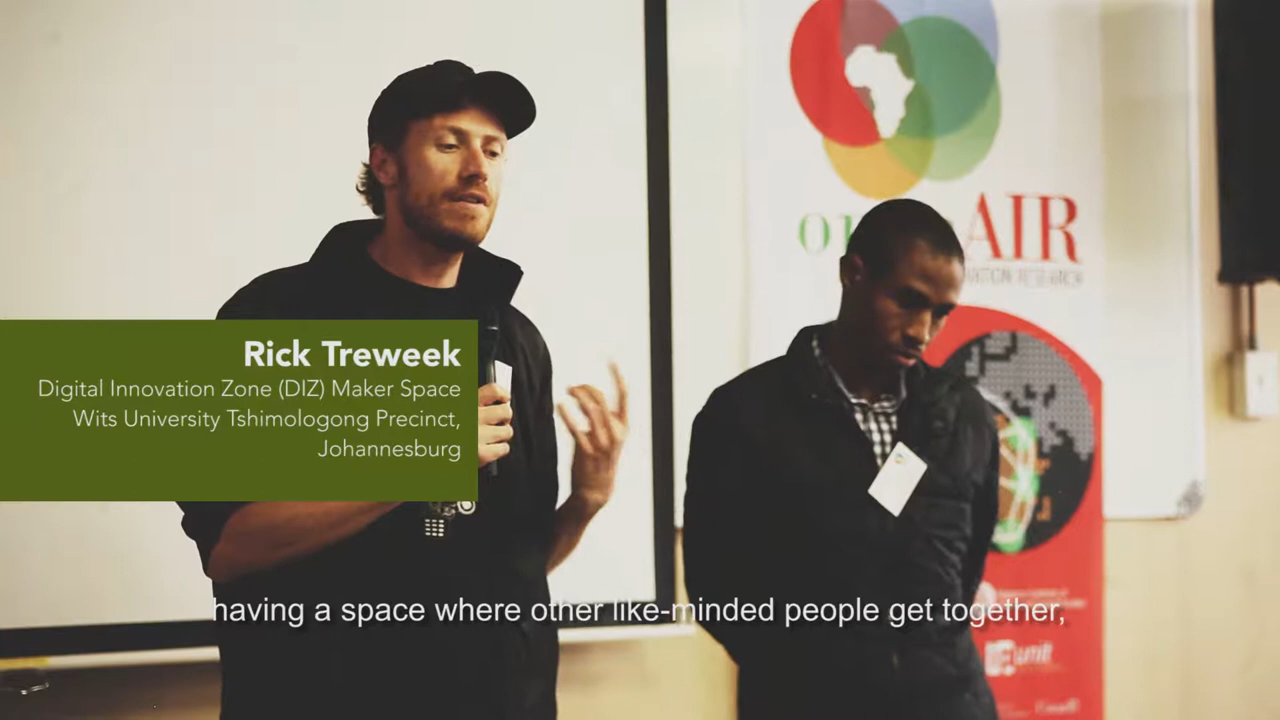 AIR
Rick Treweek
Digital Innovation Zone (DIZ) Maker Space
Wits University Tshimologong Precinct,
Johannesburg
having a space where other like-minded people get together,